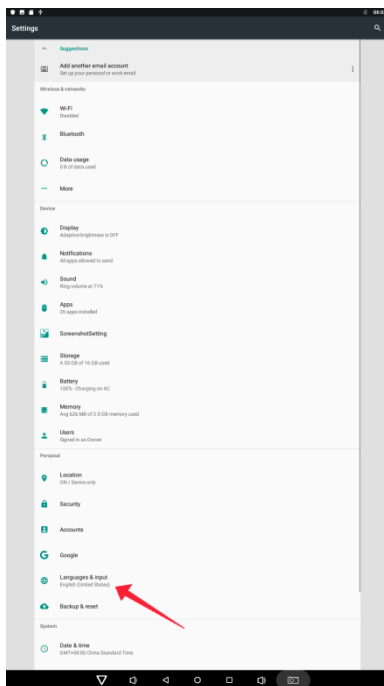 Settings
Suggestions
Add another email account
Set up your personal or work email
Wireless & networks
Wi-Fi
Disabled
Bluetooth
Data usage
0 B of data used
More
Device
Display
Adaptive brightness is OFF
Notifications
All apps allowed to send
Sound
Ring volume at 71%
Apps
26 apps installed
ScreenshotSetting
Storage
4.55 GB of 16 GB used
Battery
100% - Charging on AC
Memory
Avg 626 MB of 2.0 GB memory used
Users
Signed in as Owner
Personal
Location
ON / Device only
Security
Accounts
Google
Languages & input
English (United States)
Backup & reset
System
Date & time
GMT+08:00 China Standard Time